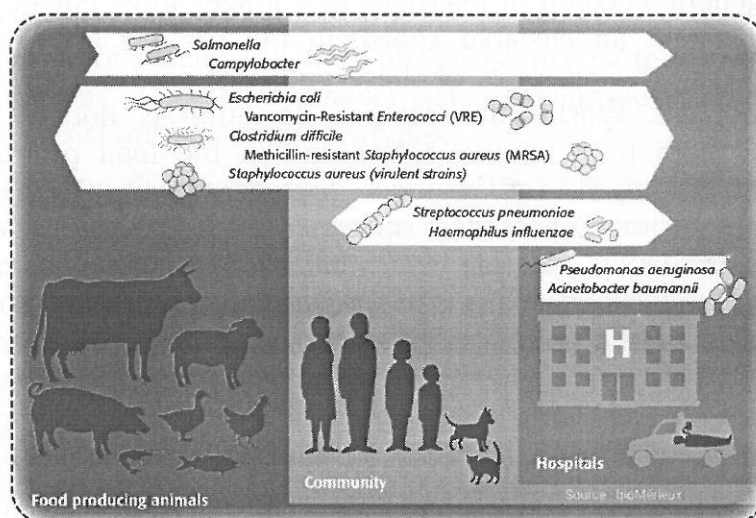 Salmonella
Campylobacter
Escherichia coli
Vancomycin-Resistant Enterococci (VRE)
Clostridium difficile
Methicillin-resistant Staphylococcus aureus (MRSA)
Staphylococcus aureus (virulent strains)
Streptococcus pneumoniae
Haemophilus influenzae
Pseudomonas aeruginosa
Acinetobacter baumannii
H
Food producing animals
Community
Hospitals
Source : bioMérieux